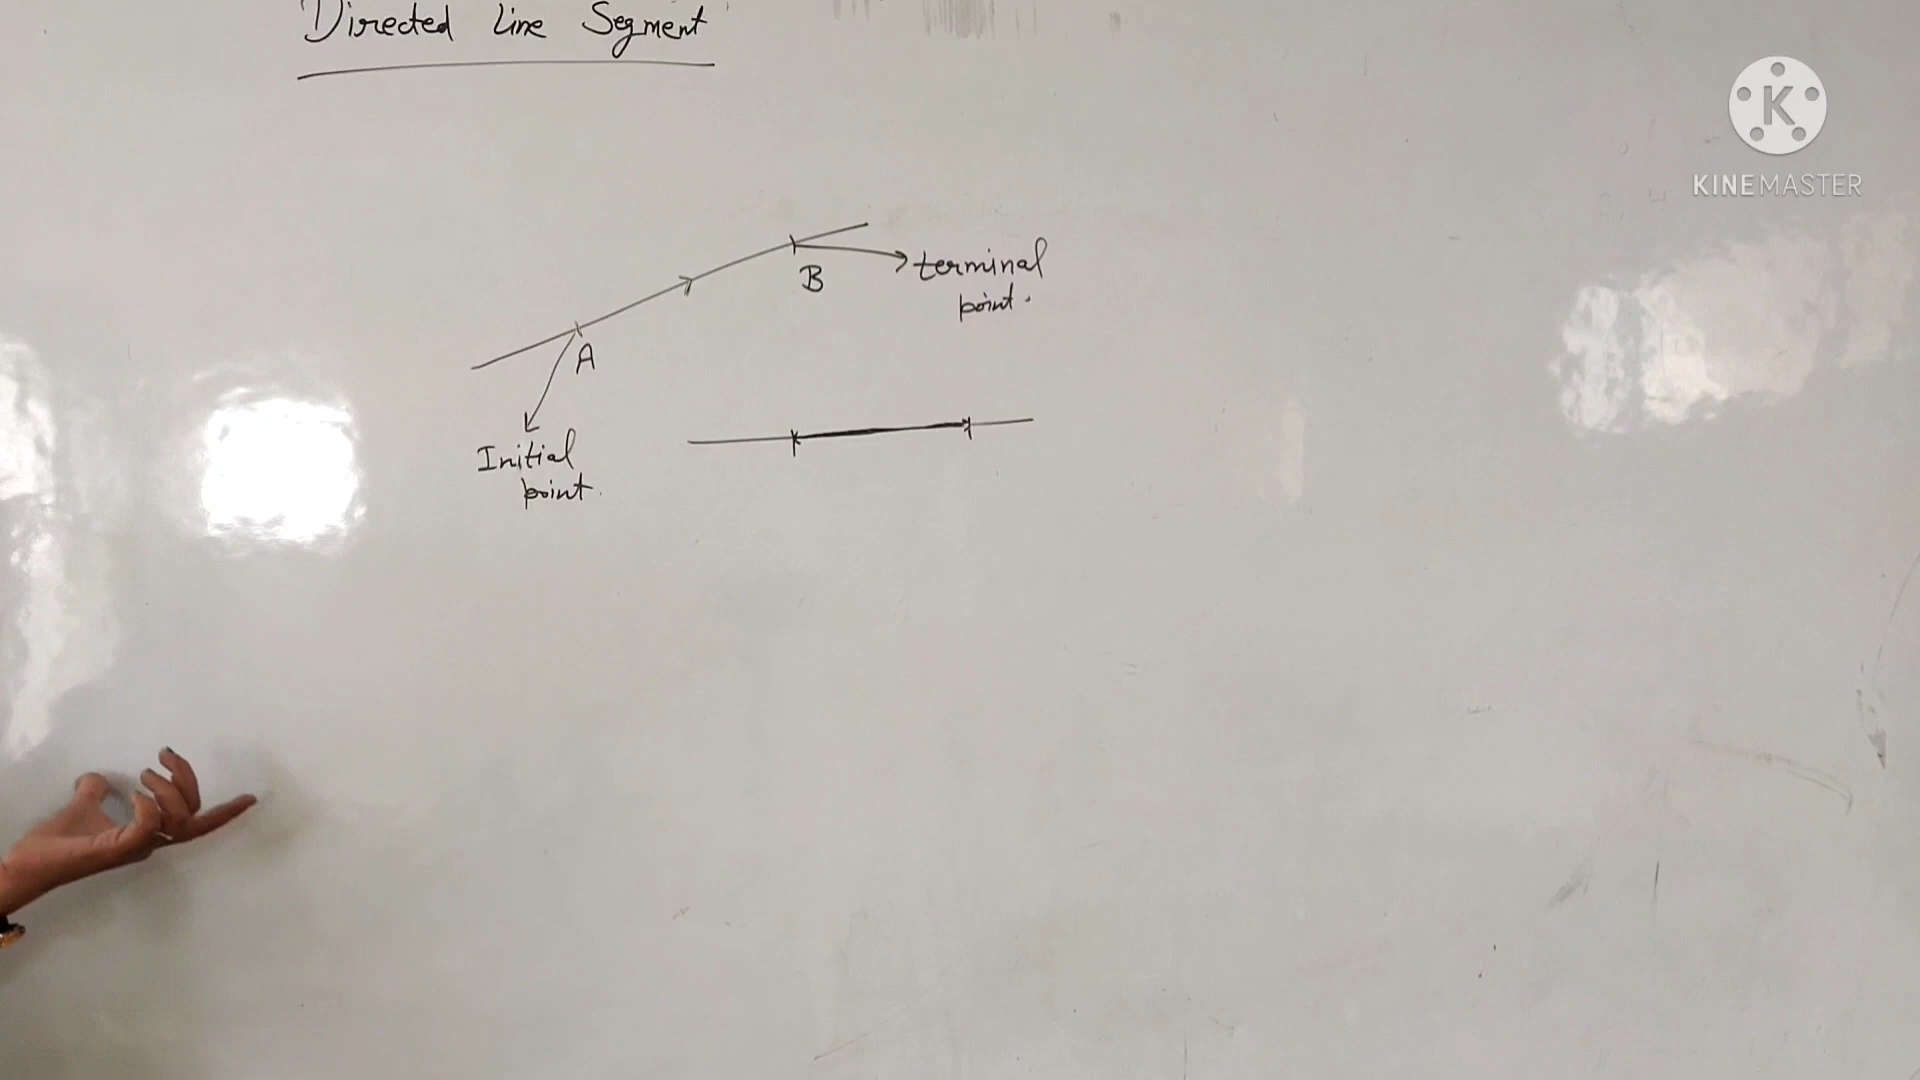 Directed Line Segment
K
KINEMASTER
B
terminal
point.
A
Initial
point.